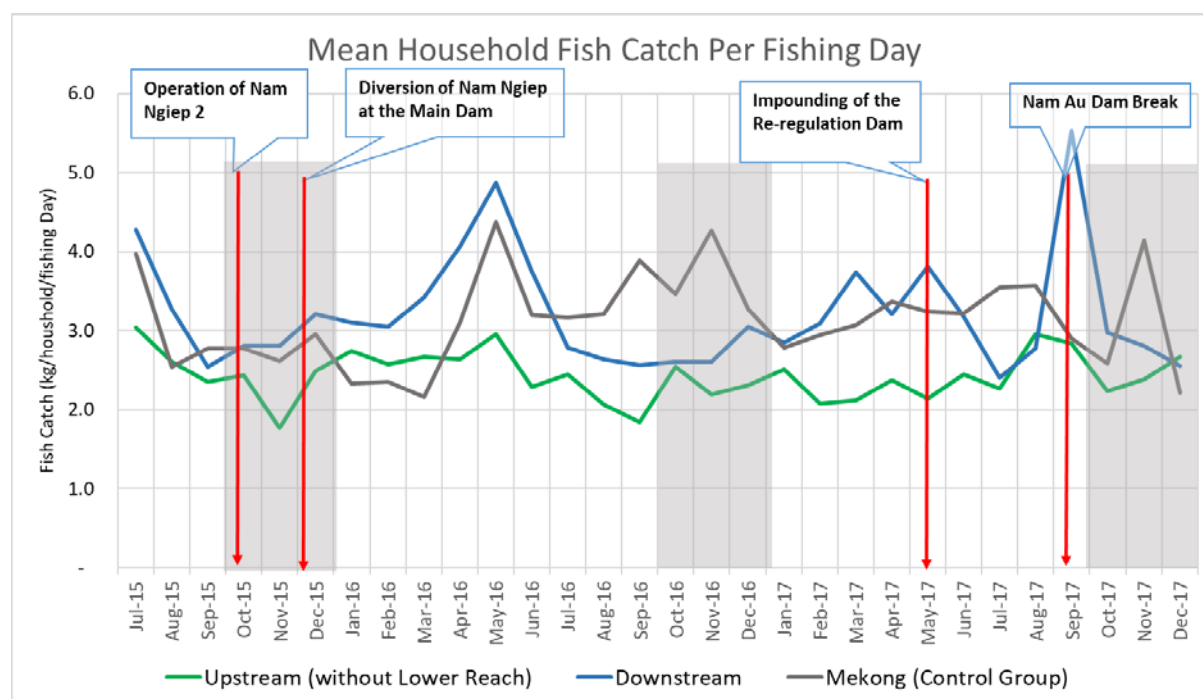 Mean Household Fish Catch Per Fishing Day
Operation of Nam
Ngiep 2
Diversion of Nam Ngiep
at the Main Dam
Impounding of the
Re-regulation Dam
Nam Au Dam Break
Fish Catch (kg/houshold/fishing Day)
6.0
5.0
4.0
3.0
2.0
1.0
-
Jul-15
Aug-15
Sep-15
Oct-15
Nov-15
Dec-15
Jan-16
Feb-16
Mar-16
Apr-16
May-16
Jun-16
Jul-16
Aug-16
Sep-16
Oct-16
Nov-16
Dec-16
Jan-17
Feb-17
Mar-17
Apr-17
May-17
Jun-17
Jul-17
Aug-17
Sep-17
Oct-17
Nov-17
Dec-17
Upstream (without Lower Reach)
Downstream
Mekong (Control Group)